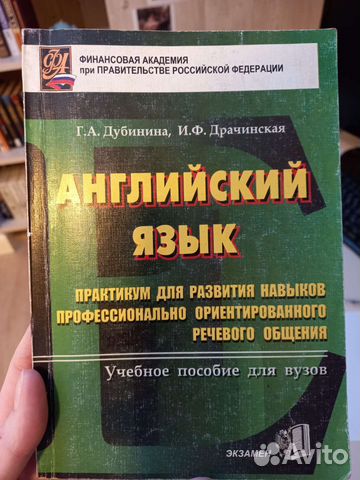 ФА
ФИНАНСОВАЯ АКАДЕМИЯ
при ПРАВИТЕЛЬСТВЕ РОССИЙСКОЙ ФЕДЕРАЦИИ
Г.А. Дубинина, И.Ф. Драчинская
АНГЛИЙСКИЙ
ЯЗЫК
ПРАКТИКУМ ДЛЯ РАЗВИТИЯ НАВЫКОВ
ПРОФЕССИОНАЛЬНО ОРИЕНТИРОВАННОГО
РЕЧЕВОГО ОБЩЕНИЯ
Учебное пособие для вузов
ЭКЗАМЕН
Avito